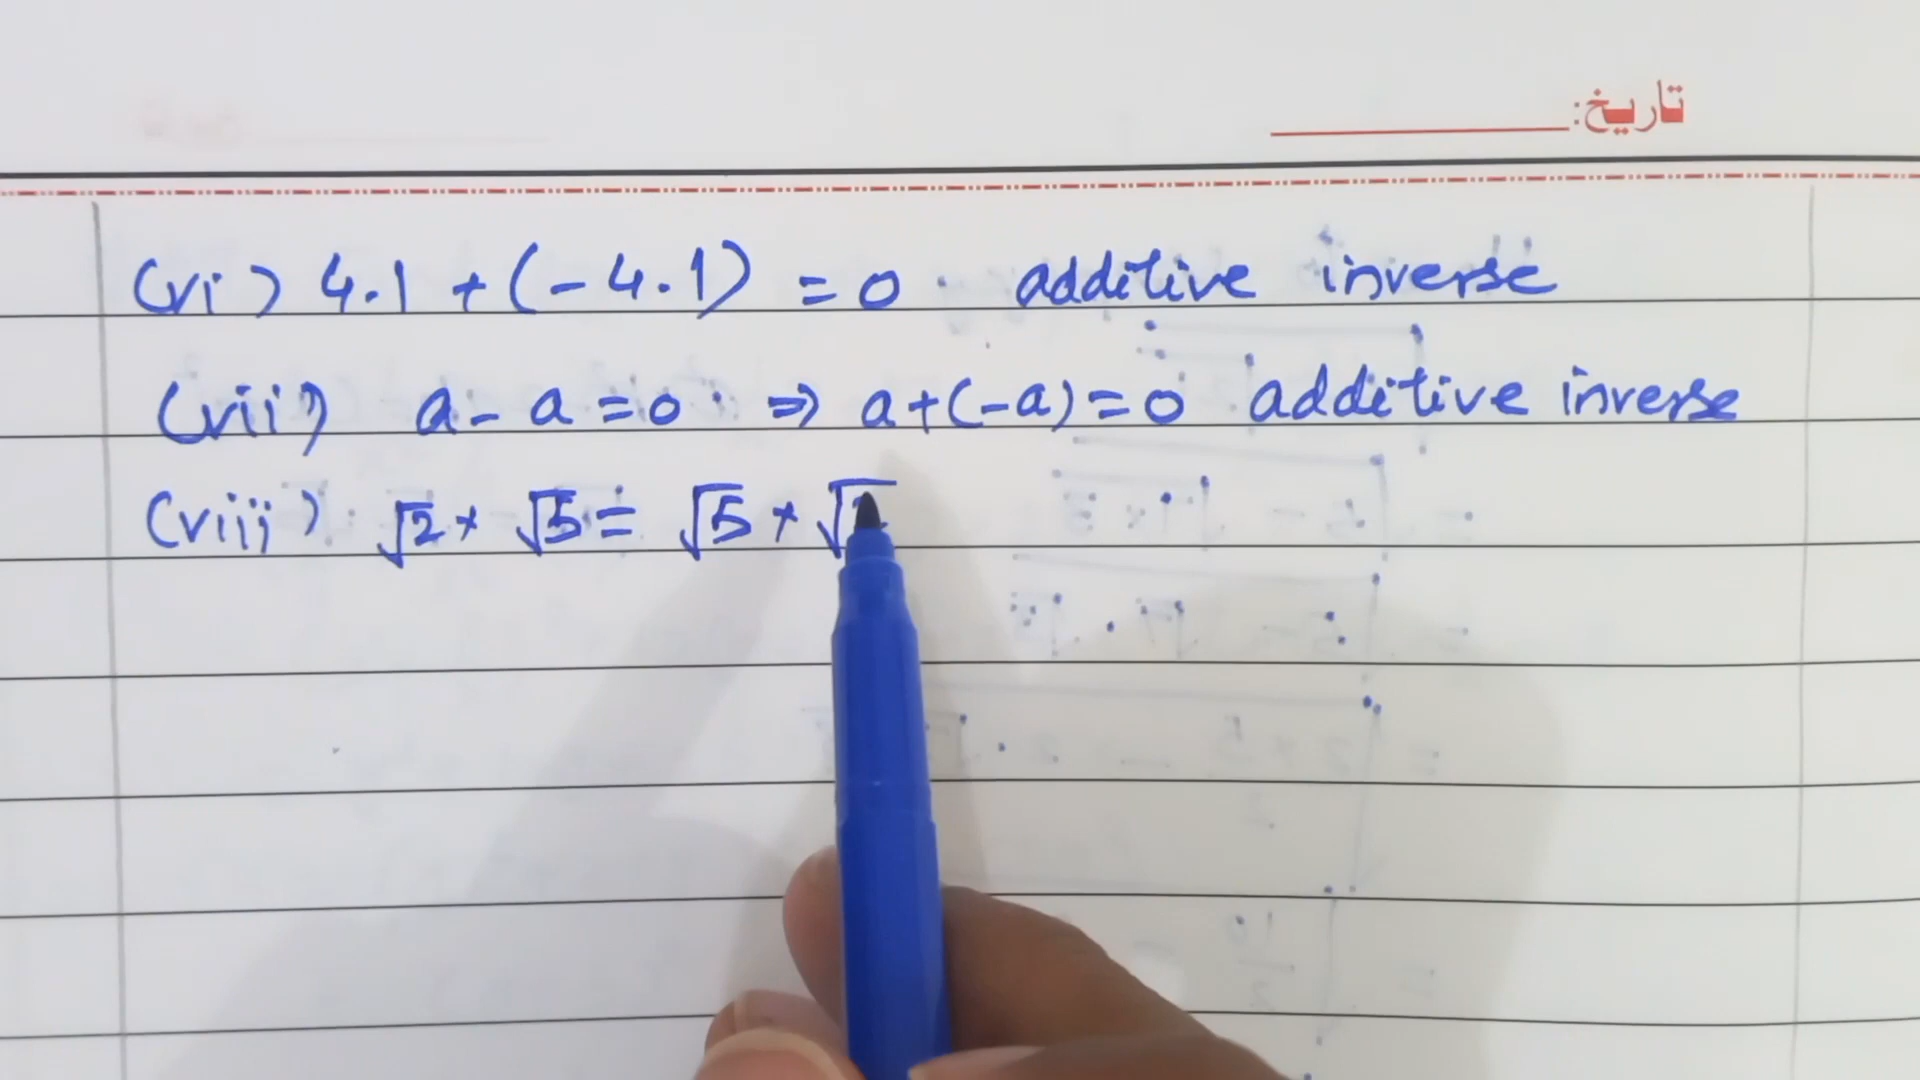 تاریخ:
(vi) 4.1 + (-4.1) = 0 additive inverse
(vii) a - a = 0 ⇒ a + (-a) = 0 additive inverse
(viii) √2 × √5 = √5 × √